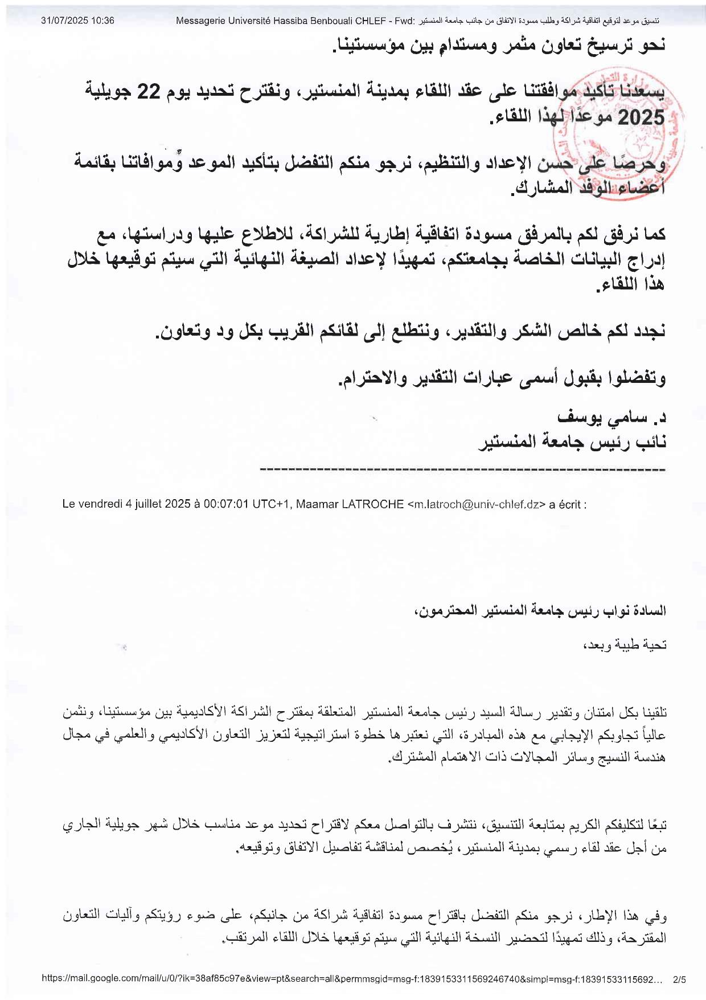 31/07/2025 10:36 Messagerie Université Hassiba Benbouali CHLEF - Fwd: تنسيق موعد لتوقيع اتفاقية شراكة وطلب مسودة الاتفاق من جانب جامعة المنستير
نحو ترسيخ تعاون مثمر ومستدام بين مؤسستينا.
يسعدنا تأكيد موافقتنا على عقد اللقاء بمدينة المنستير، ونقترح تحديد يوم 22 جويلية
2025 موعدًا لهذا اللقاء.
وحرصًا على حسن الإعداد والتنظيم، نرجو منكم التفضل بتأكيد الموعد وموافاتنا بقائمة
أعضاء الوفد المشارك.
كما نرفق لكم بالمرفق مسودة اتفاقية إطارية للشراكة، للاطلاع عليها ودراستها، مع
إدراج البيانات الخاصة بجامعتكم، تمهيدًا لإعداد الصيغة النهائية التي سيتم توقيعها خلال
هذا اللقاء.
نجدد لكم خالص الشكر والتقدير، ونتطلع إلى لقائكم القريب بكل ود وتعاون.
وتفضلوا بقبول أسمى عبارات التقدير والاحترام.
د. سامي يوسف
نائب رئيس جامعة المنستير
---------------------------------------------------------
Le vendredi 4 juillet 2025 à 00:07:01 UTC+1, Maamar LATROCHE <m.latroch@univ-chlef.dz> a écrit :
السادة نواب رئيس جامعة المنستير المحترمون،
تحية طيبة وبعد،
تلقينا بكل امتنان وتقدير رسالة السيد رئيس جامعة المنستير المتعلقة بمقترح الشراكة الأكاديمية بين مؤسستينا، ونثمن
عالياً تجاوبكم الإيجابي مع هذه المبادرة، التي نعتبرها خطوة استراتيجية لتعزيز التعاون الأكاديمي والعلمي في مجال
هندسة النسيج وسائر المجالات ذات الاهتمام المشترك.
تبعًا لتكليفكم الكريم بمتابعة التنسيق، نتشرف بالتواصل معكم لاقتراح تحديد موعد مناسب خلال شهر جويلية الجاري
من أجل عقد لقاء رسمي بمدينة المنستير، يُخصص لمناقشة تفاصيل الاتفاق وتوقيعه.
وفي هذا الإطار، نرجو منكم التفضل باقتراح مسودة اتفاقية شراكة من جانبكم، على ضوء رؤيتكم وآليات التعاون
المقترحة، وذلك تمهيدًا لتحضير النسخة النهائية التي سيتم توقيعها خلال اللقاء المرتقب.
https://mail.google.com/mail/u/0/?ik=38af85c97e&view=pt&search=all&permmsgid=msg-f:1839153311569246740&simpl=msg-f:18391533115692... 2/5